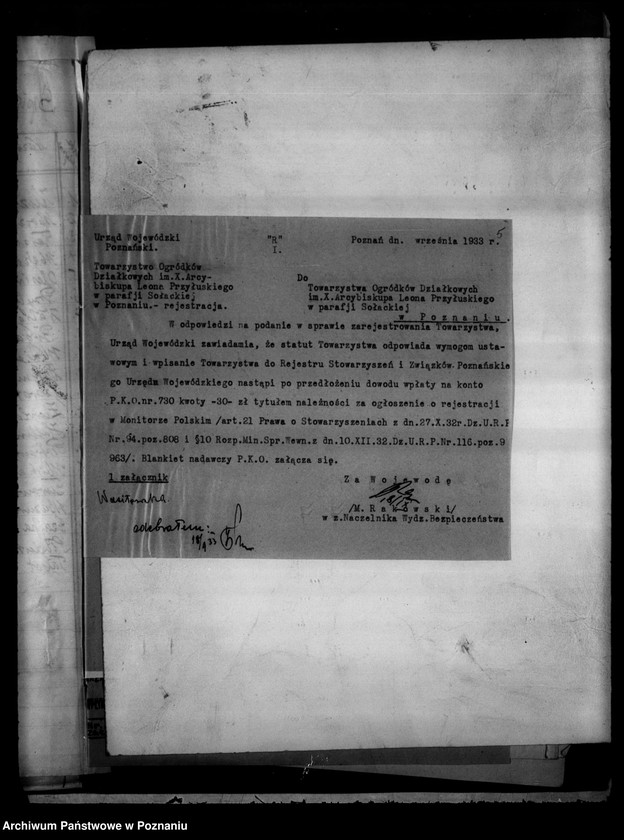 5
Urząd Wojewódzki
Poznański.
"R"
I.
Poznań dn. września 1933 r.
Towarzystwo Ogródków
Działkowych im.X.Arcy-
biskupa Leona Przyłuskiego
w parafji Sołackiej
w Poznaniu.- rejestracja.
Do
Towarzystwa Ogródków Działkowych
im.X.Arcybiskupa Leona Przyłuskiego
w parafji Sołackiej
w Poznaniu.
W odpowiedzi na podanie w sprawie zarejestrowania Towarzystwa,
Urząd Wojewódzki zawiadamia, że statut Towarzystwa odpowiada wymogom usta-
wowym i wpisanie Towarzystwa do Rejestru Stowarzyszeń i Związków Poznańskie
go Urzędu Wojewódzkiego nastąpi po przedłożeniu dowodu wpłaty na konto
P.K.O.nr.730 kwoty -30- zł tytułem należności za ogłoszenie o rejestracji
w Monitorze Polskim /art.21 Prawa o Stowarzyszeniach z dn.27.X.32r.Dz.U.R.P
Nr.94.poz.808 i §10 Rozp.Min.Spr.Wewn.z dn.10.XII.32.Dz.U.R.P.Nr.116.poz.9
963/. Blankiet nadawczy P.K.O. załącza się.
1 załącznik
Za Wojewodę
/M. Rakowski/
w z.Naczelnika Wydz.Bezpieczeństwa
odebrałem:
18/9 33
Archiwum Państwowe w Poznaniu